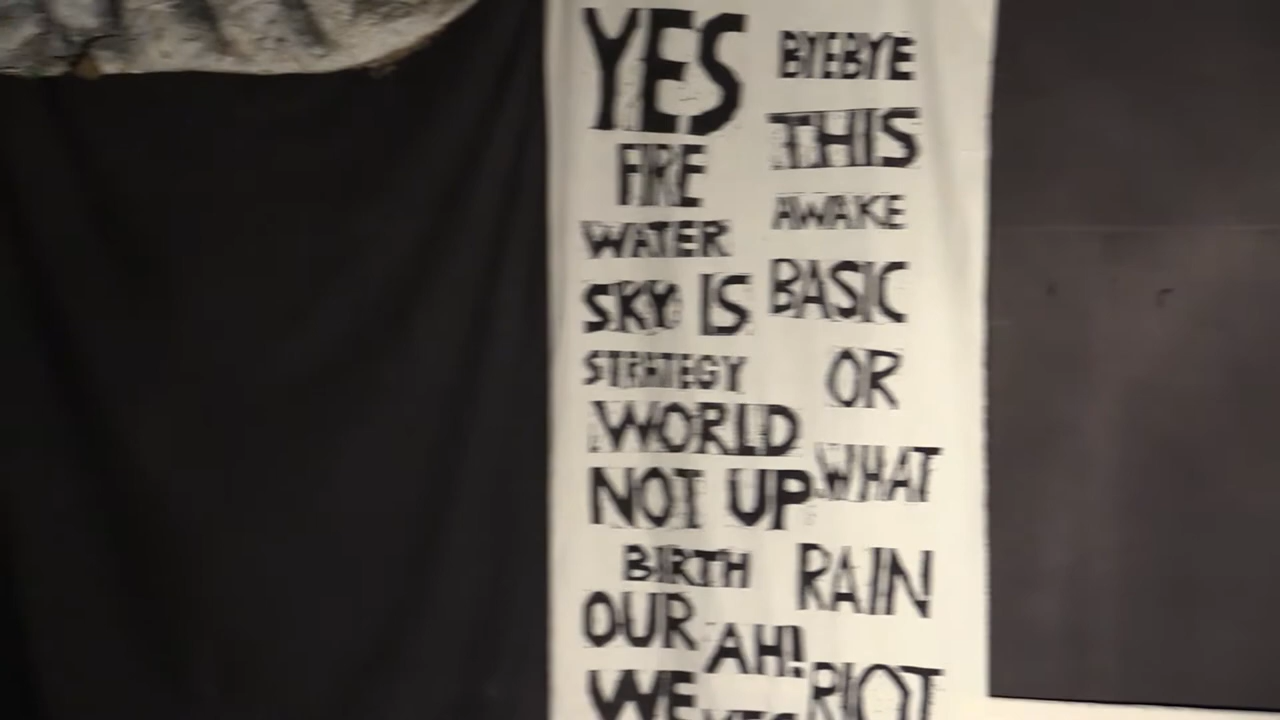 YES
FIRE
WATER
SKY IS
STRATEGY
WORLD
NOT UP
BIRTH
OUR
AH!
WE
YES
BYEBYE
THIS
AWAKE
BASIC
OR
WHAT
RAIN
RIOT